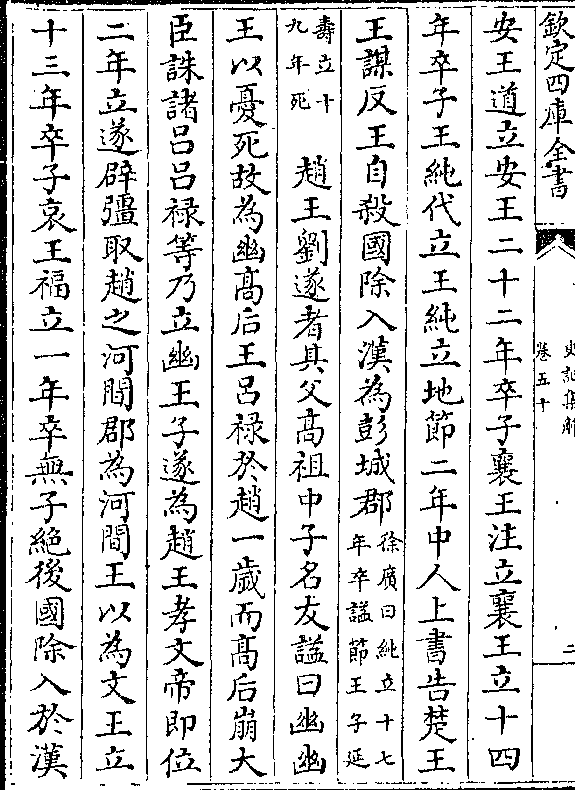 欽定四庫全書
史記集解
卷五十
二
安王道立安王二十二年卒子襄王注立襄王立十四
年卒子王純代立王純立地節二年中人上書告楚王
王謀反王自殺國除入漢為彭城郡徐廣曰純立十七年卒諡節王子延
壽立十九年死 趙王劉遂者其父高祖中子名友諡曰幽幽
王以憂死故為幽高后王呂禄於趙一歲而高后崩大
臣誅諸呂呂禄等乃立幽王子遂為趙王孝文帝即位
二年立遂弟辟彊取趙之河間郡為河間王以為文王立
十三年卒子哀王福立一年卒無子絶後國除入於漢